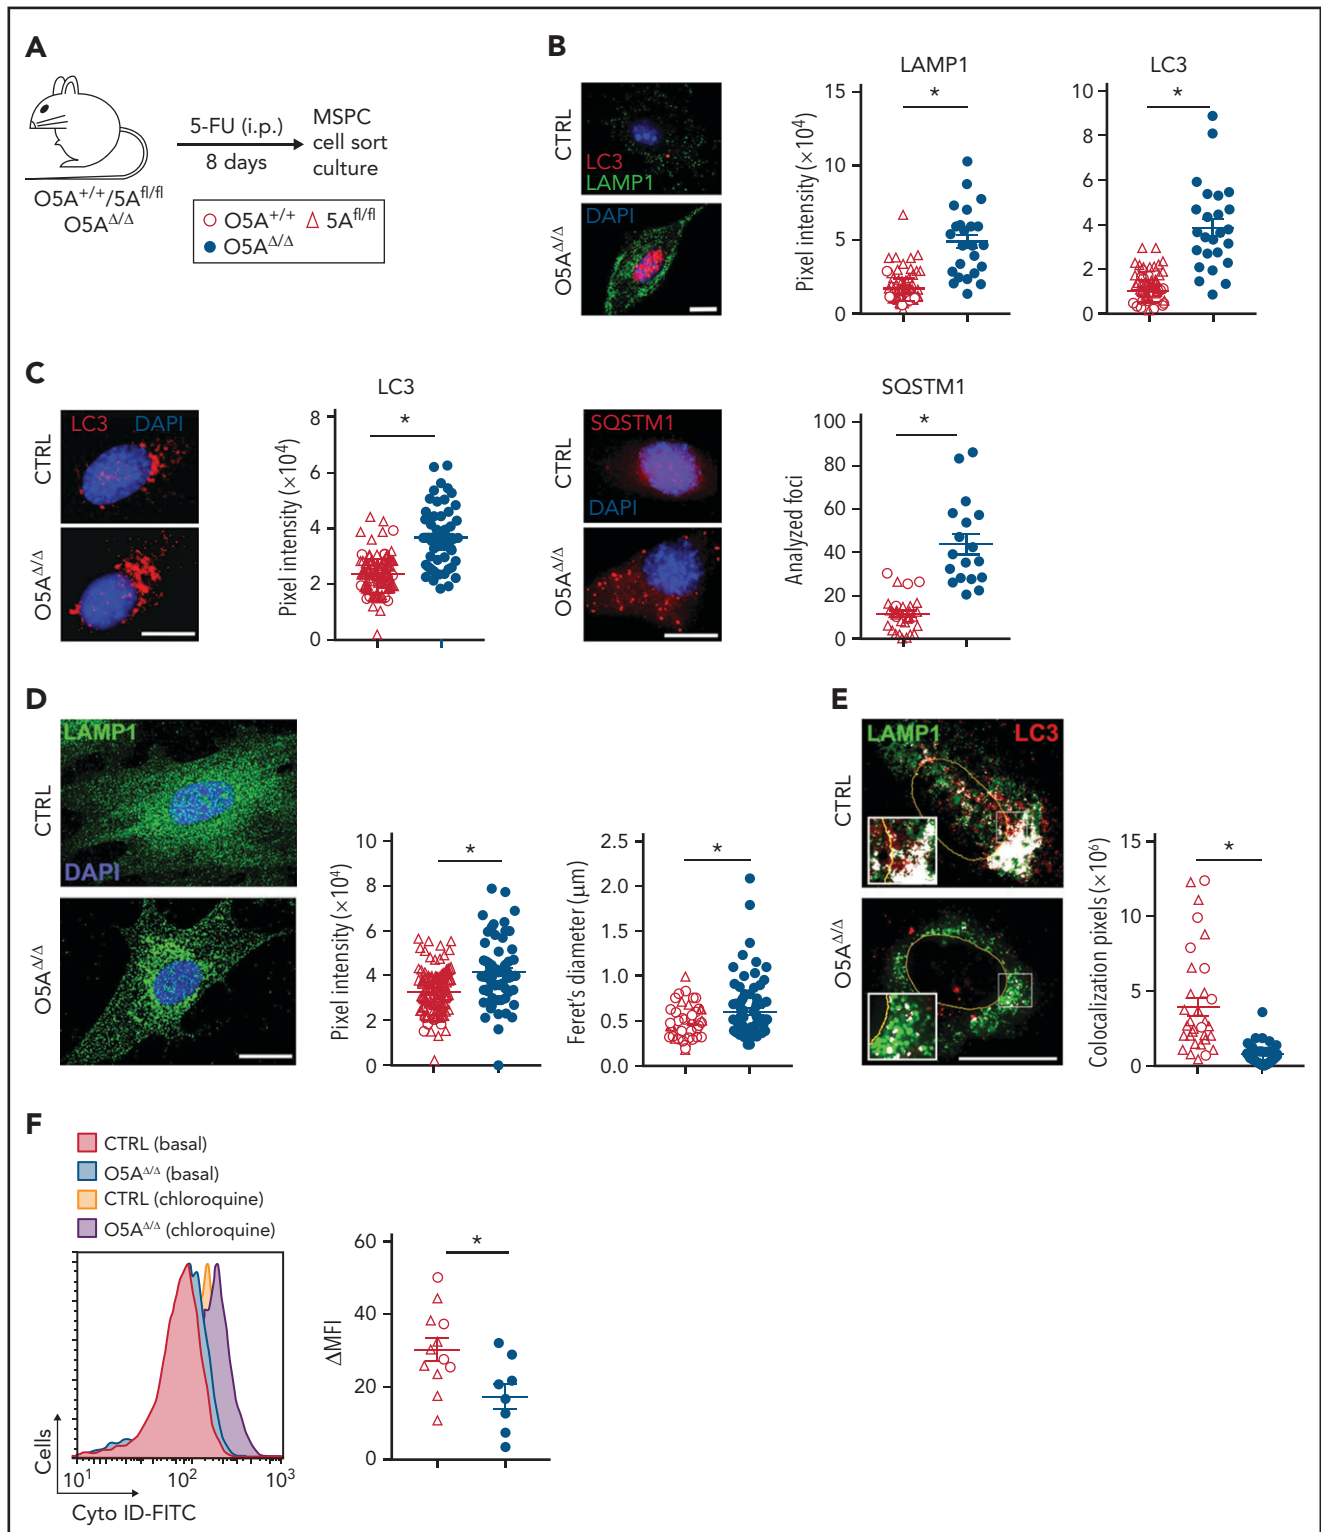 A
5-FU (i.p.)
8 days
MSPC
cell sort
culture
O5A+/+/5Afl/fl
O5AΔ/Δ
O5A+/+ 5Afl/fl
O5AΔ/Δ
B
CTRL
LC3
LAMP1
O5AΔ/Δ
DAPI
LAMP1
Pixel intensity (×10⁴)
15
10
5
0
*
LC3
10
8
6
4
2
0
*
C
CTRL
LC3 DAPI
O5AΔ/Δ
LC3
Pixel intensity (×10⁴)
8
6
4
2
0
*
CTRL
SQSTM1
DAPI
O5AΔ/Δ
SQSTM1
Analyzed foci
100
80
60
40
20
0
*
D
CTRL
LAMP1
DAPI
O5AΔ/Δ
Pixel intensity (×10⁴)
10
8
6
4
2
0
*
Feret's diameter (μm)
2.5
2.0
1.5
1.0
0.5
0.0
*
E
CTRL
LAMP1 LC3
O5AΔ/Δ
Colocalization pixels (×10⁶)
15
10
5
0
*
F
CTRL (basal)
O5AΔ/Δ (basal)
CTRL (chloroquine)
O5AΔ/Δ (chloroquine)
Cells
10¹ 10² 10³
Cyto ID-FITC
ΔMFI
60
40
20
0
*